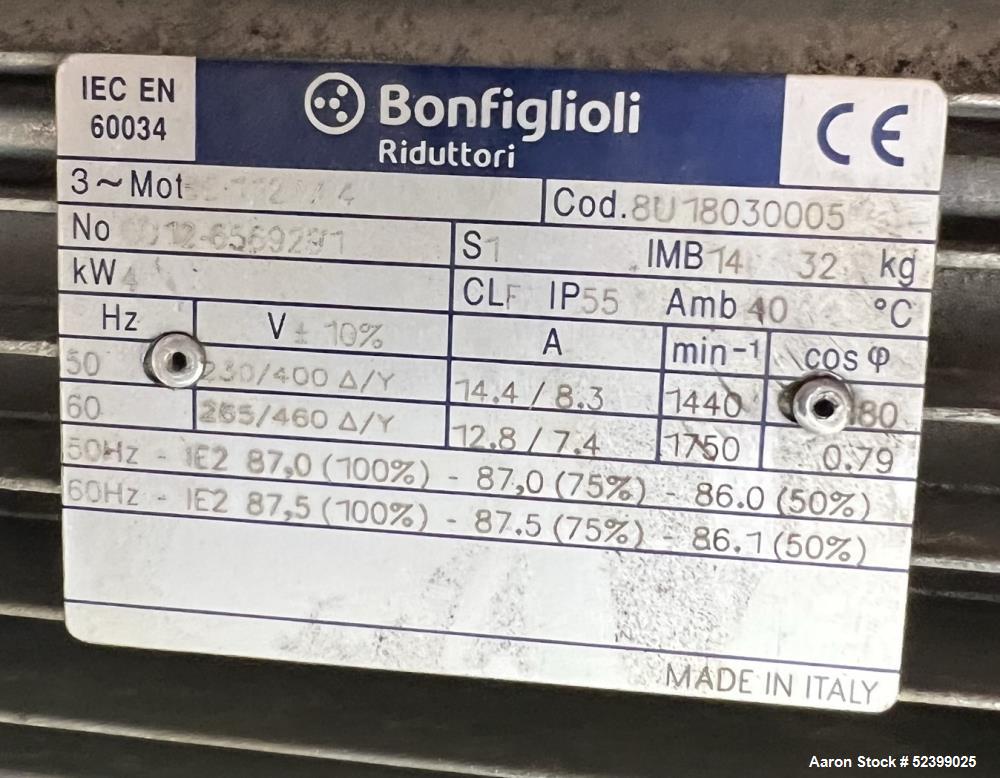 IEC EN
60034
Bonfiglioli
Riduttori
CE
3~Mot 4
Cod. 8U18030005
No
S1 IMB14 32 kg
kW 4
CLF IP55 Amb 40 °C
Hz V ± 10% A min-1 cos φ
50 230/400 Δ/Y 14.4 / 8.3 1440 80
60 265/460 Δ/Y 12.8 / 7.4 1750 0.79
50Hz - IE2 87,0 (100%) - 87,0 (75%) - 86.0 (50%)
60Hz - IE2 87,5 (100%) - 87.5 (75%) - 86.1 (50%)
MADE IN ITALY
Aaron Stock # 52399025